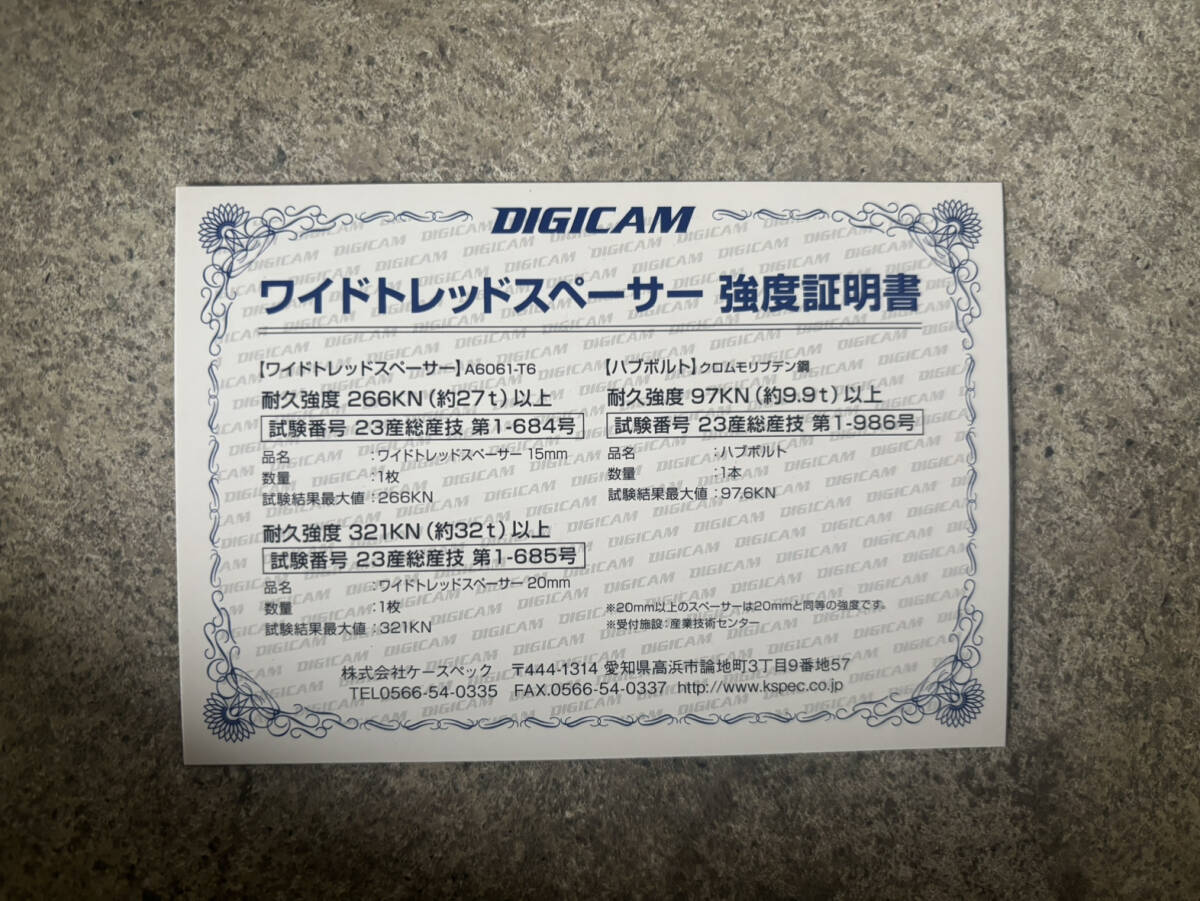 DIGICAM
ワイドトレッドスペーサー 強度証明書
【ワイドトレッドスペーサー】A6061-T6
耐久強度 266KN(約27t)以上
試験番号 23産総産技 第1-684号
品名 :ワイドトレッドスペーサー 15mm
数量 :1枚
試験結果最大値 :266KN
耐久強度 321KN(約32t)以上
試験番号 23産総産技 第1-685号
品名 :ワイドトレッドスペーサー 20mm
数量 :1枚
試験結果最大値 :321KN
【ハブボルト】クロムモリブデン鋼
耐久強度 97KN(約9.9t)以上
試験番号 23産総産技 第1-986号
品名 :ハブボルト
数量 :1本
試験結果最大値 :97.6KN
※20mm以上のスペーサーは20mmと同等の強度です。
※受付施設:産業技術センター
株式会社ケースペック 〒444-1314 愛知県高浜市論地町3丁目9番地57
TEL0566-54-0335 FAX.0566-54-0337 http://www.kspec.co.jp